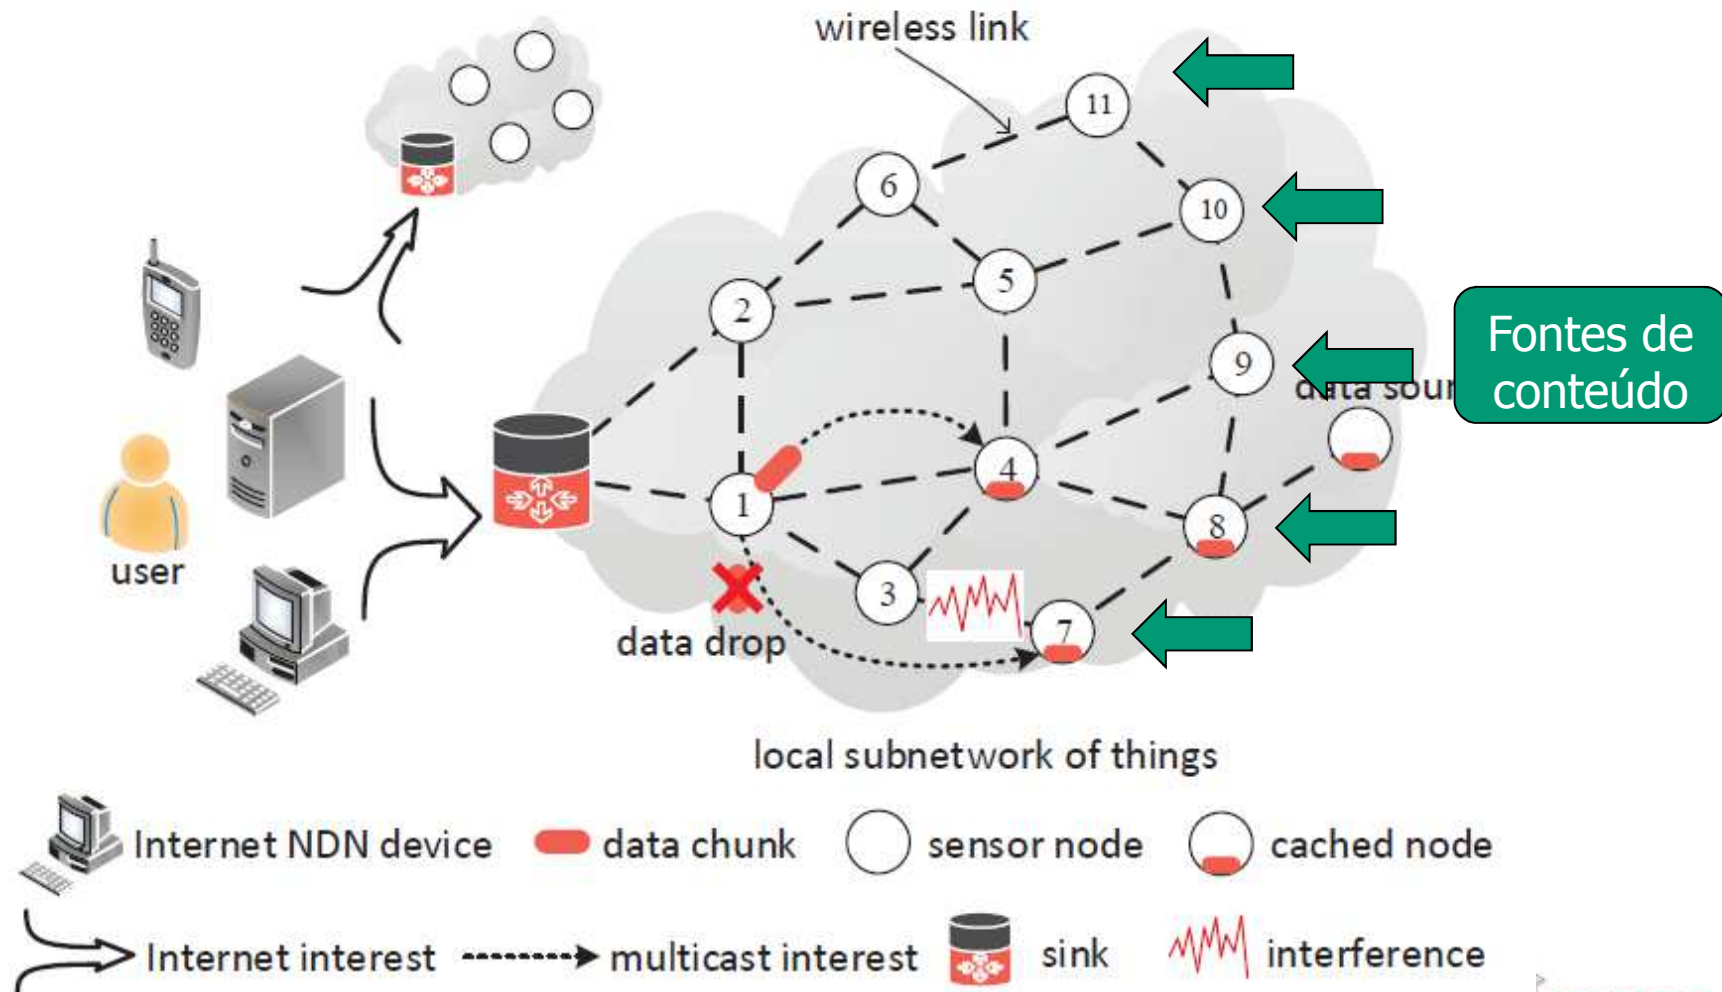 wireless link
11
6
10
5
2
Fontes de
conteúdo
9
data sour
4
1
8
user
3
7
data drop
local subnetwork of things
Internet NDN device
data chunk
sensor node
cached node
Internet interest
multicast interest
sink
interference